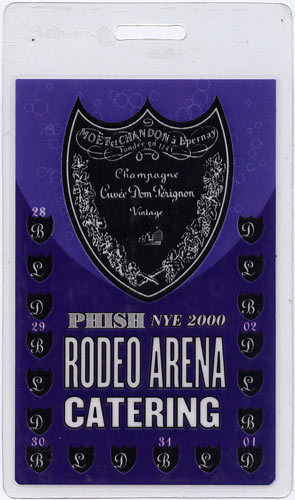 MOËT et CHANDON à Epernay
Fondée en 1743
Champagne
Cuvée Dom Pérignon
Vintage
28
B
L
D
29
B
L
D
30
B
L
D
31
B
L
D
01
B
L
D
02
B
PHISH NYE 2000
RODEO ARENA
CATERING